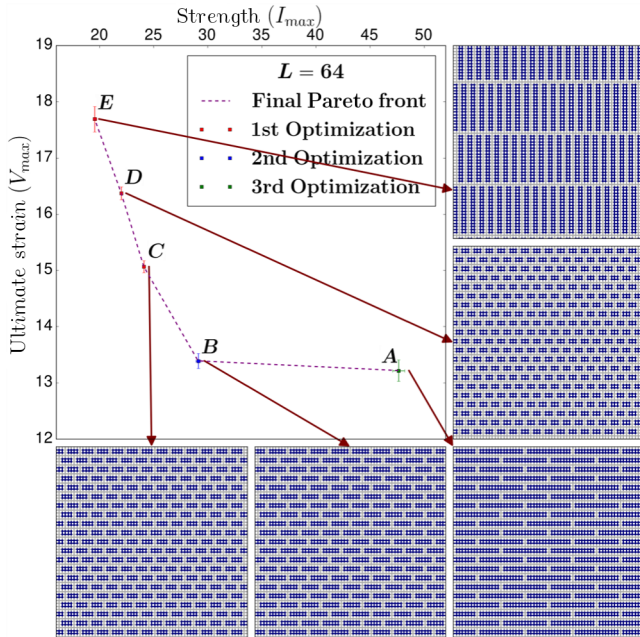 Strength (I_max)
20 25 30 35 40 45 50
19
18
17
16
15
14
13
12
Ultimate strain (V_max)
L = 64
Final Pareto front
1st Optimization
2nd Optimization
3rd Optimization
E
D
C
B
A